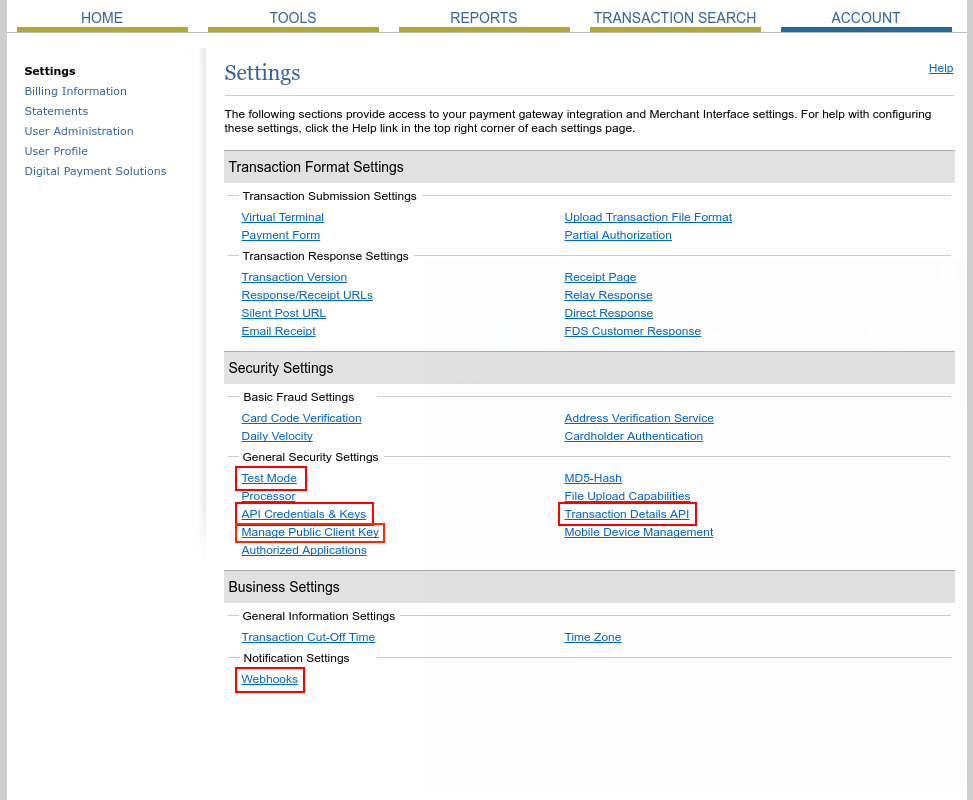 HOME TOOLS REPORTS TRANSACTION SEARCH ACCOUNT
Settings
Billing Information
Statements
User Administration
User Profile
Digital Payment Solutions
Settings
Help
The following sections provide access to your payment gateway integration and Merchant Interface settings. For help with configuring
these settings, click the Help link in the top right corner of each settings page.
Transaction Format Settings
Transaction Submission Settings
Virtual Terminal Upload Transaction File Format
Payment Form Partial Authorization
Transaction Response Settings
Transaction Version Receipt Page
Response/Receipt URLs Relay Response
Silent Post URL Direct Response
Email Receipt FDS Customer Response
Security Settings
Basic Fraud Settings
Card Code Verification Address Verification Service
Daily Velocity Cardholder Authentication
General Security Settings
Test Mode MD5-Hash
Processor File Upload Capabilities
API Credentials & Keys Transaction Details API
Manage Public Client Key Mobile Device Management
Authorized Applications
Business Settings
General Information Settings
Transaction Cut-Off Time Time Zone
Notification Settings
Webhooks